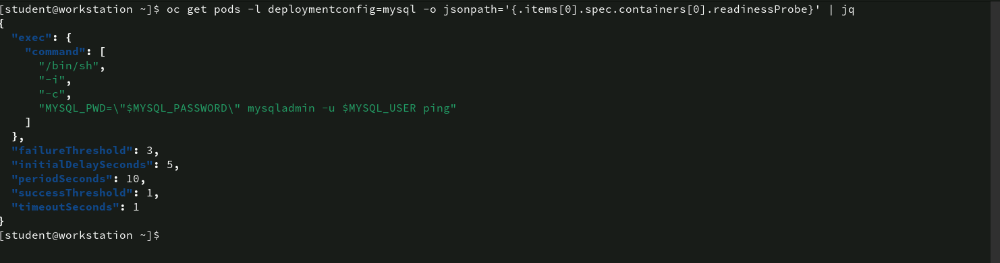 [student@workstation ~]$ oc get pods -l deploymentconfig=mysql -o jsonpath='{.items[0].spec.containers[0].readinessProbe}' | jq
{
  "exec": {
    "command": [
      "/bin/sh",
      "-i",
      "-c",
      "MYSQL_PWD=\"$MYSQL_PASSWORD\" mysqladmin -u $MYSQL_USER ping"
    ]
  },
  "failureThreshold": 3,
  "initialDelaySeconds": 5,
  "periodSeconds": 10,
  "successThreshold": 1,
  "timeoutSeconds": 1
}
[student@workstation ~]$